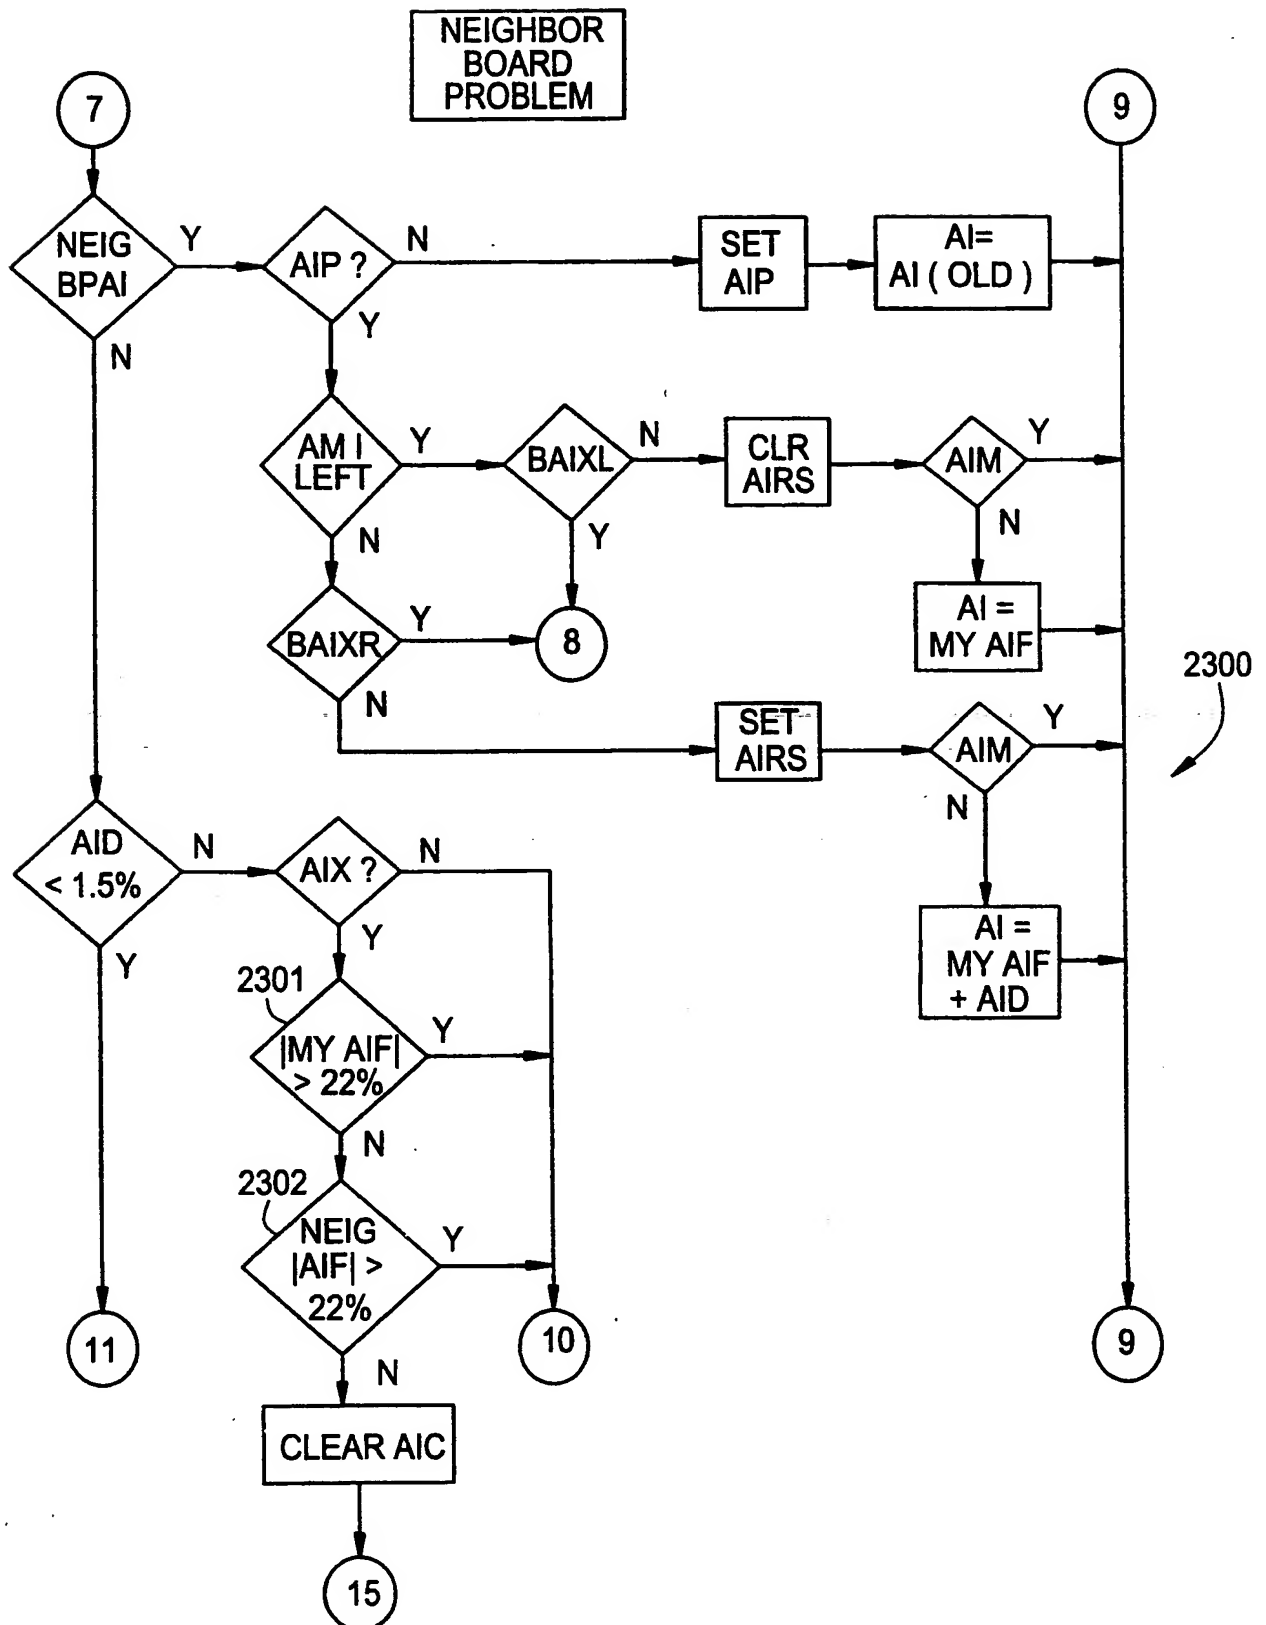 NEIGHBOR
BOARD
PROBLEM
7
9
NEIG
BPAI
Y
N
AIP ?
N
Y
SET
AIP
AI=
AI ( OLD )
AM I
LEFT
Y
N
BAIXL
N
Y
CLR
AIRS
AIM
Y
N
AI =
MY AIF
BAIXR
Y
N
8
2300
SET
AIRS
AIM
Y
N
AI =
MY AIF
+ AID
AID
< 1.5%
N
Y
AIX ?
N
Y
2301
|MY AIF|
> 22%
Y
N
2302
NEIG
|AIF| >
22%
Y
N
11
10
9
CLEAR AIC
15